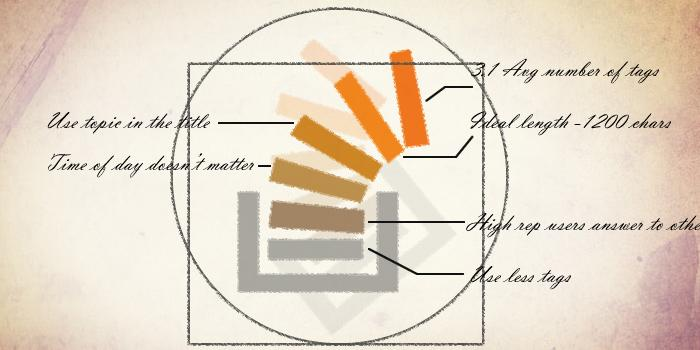 3.1 Avg number of tags
Use topic in the title
Ideal length -1200 chars
Time of day doesn't matter
High rep users answer to othe
Use less tags